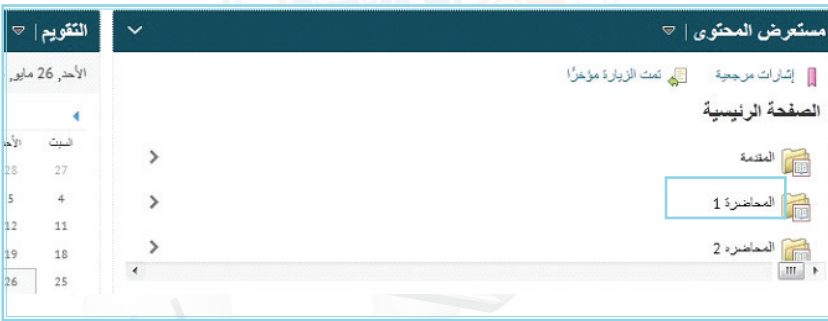 مستعرض المحتوى |
إشارات مرجعية تمت الزيارة مؤخرًا
الصفحة الرئيسية
المقدمة
المحاضرة 1
المحاضره 2
التقويم |
الأحد, 26 مايو,
السبت الأحد
27 28
4 5
11 12
18 19
25 26